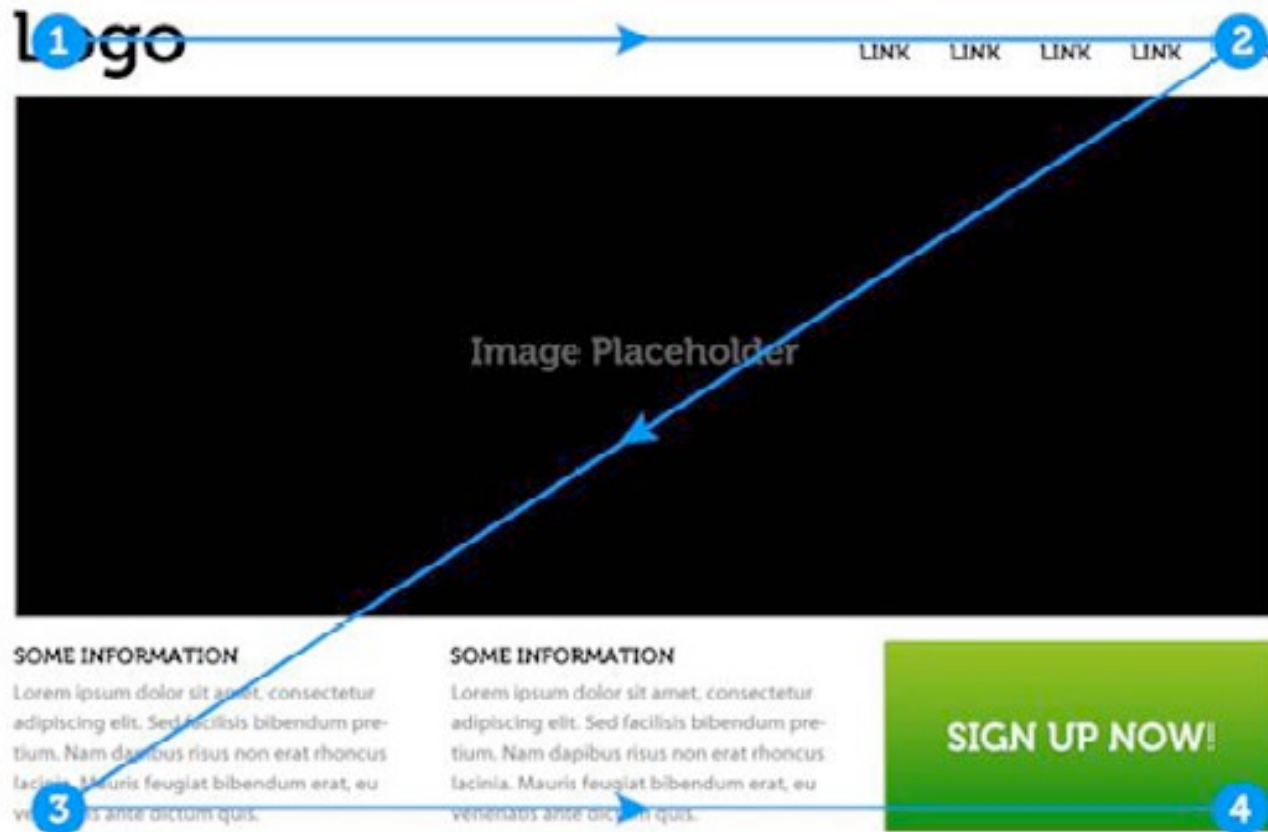 Logo
1
2
LINK LINK LINK LINK
Image Placeholder
SOME INFORMATION
Lorem ipsum dolor sit amet, consectetur
adipiscing elit. Sed facilisis bibendum pre-
tium. Nam dapibus risus non erat rhoncus
lacinia. Mauris feugiat bibendum erat, eu
venenatis ante dictum quis.
SOME INFORMATION
Lorem ipsum dolor sit amet, consectetur
adipiscing elit. Sed facilisis bibendum pre-
tium. Nam dapibus risus non erat rhoncus
lacinia. Mauris feugiat bibendum erat, eu
venenatis ante dictum quis.
SIGN UP NOW!
3
4